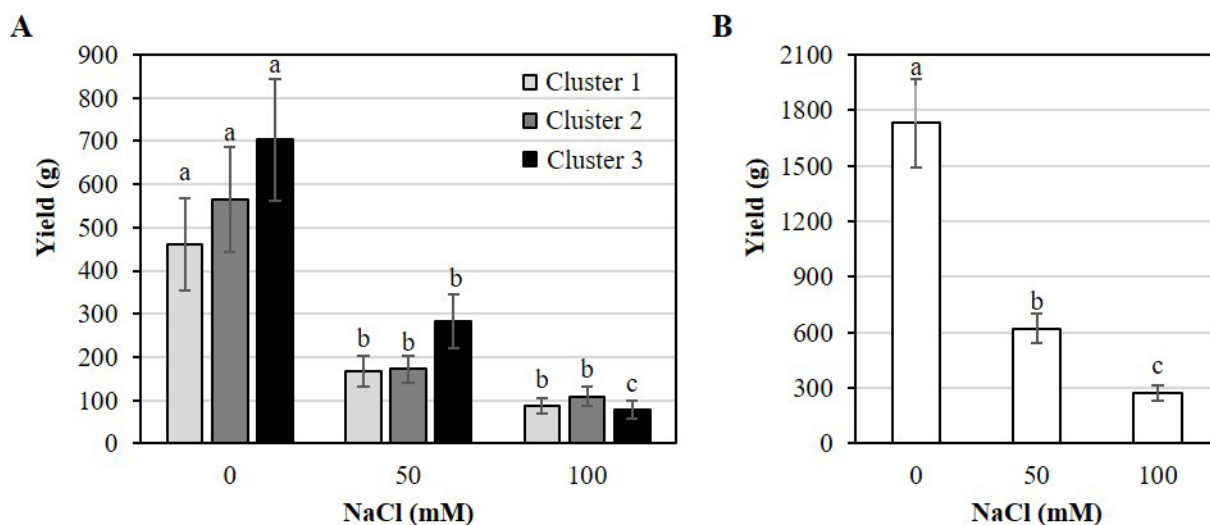 A
Yield (g)
900
800
700
600
500
400
300
200
100
0
a
a
a
b
b
b
b
b
c
Cluster 1
Cluster 2
Cluster 3
0 50 100
NaCl (mM)
B
Yield (g)
2100
1800
1500
1200
900
600
300
0
a
b
c
0 50 100
NaCl (mM)